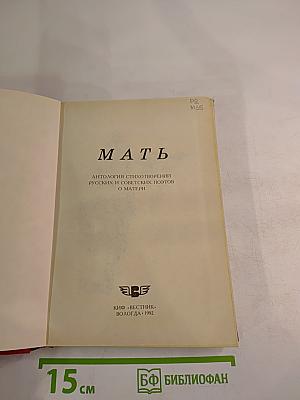 МАТЬ
АНТОЛОГИЯ СТИХОТВОРЕНИЙ
РУССКИХ И СОВЕТСКИХ ПОЭТОВ
О МАТЕРИ
КИФ «ВЕСТНИК»
ВОЛОГДА • 1992
15 см
БФ БИБЛИОФАН